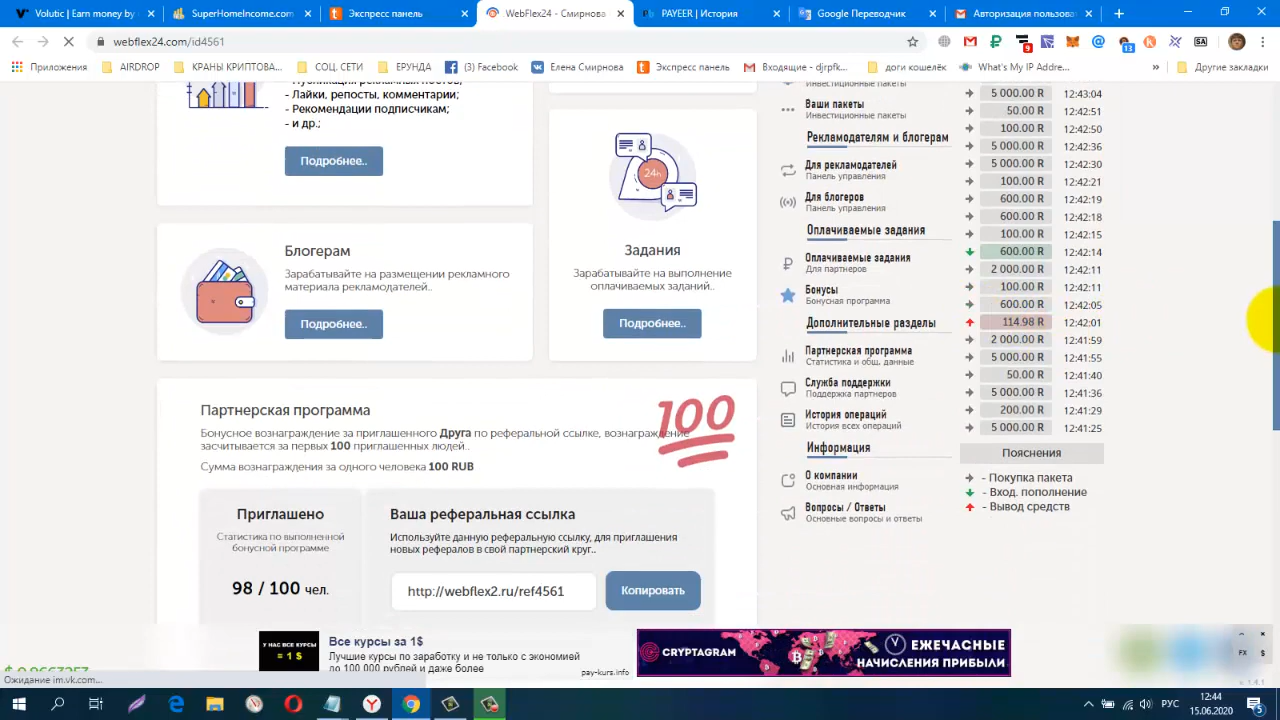 Volutic | Earn money by
SuperHomeIncome.com
Экспресс панель
WebFlex24 - Смирнова
PAYEER | История
Google Переводчик
Авторизация пользоват
webflex24.com/id4561
9
13
Приложения
AIRDROP
КРАНЫ КРИПТОВА...
СОЦ. СЕТИ
ЕРУНДА
(3) Facebook
Елена Смирнова
Экспресс панель
Входящие - djrpfk...
доги кошелёк
What's My IP Addre...
»
Другие закладки
- Лайки, репосты, комментарии;
- Рекомендации подписчикам;
- и др.;
Подробнее..
Блогерам
Зарабатывайте на размещении рекламного
материала рекламодателей..
Подробнее..
24h
Задания
Зарабатывайте на выполнение
оплачиваемых заданий..
Подробнее..
Партнерская программа
Бонусное вознаграждение за приглашенного Друга по реферальной ссылке, вознаграждение
засчитывается за первых 100 приглашенных людей..
Сумма вознаграждения за одного человека 100 RUB
100
Приглашено
Статистика по выполненной
бонусной программе
98 / 100 чел.
Ваша реферальная ссылка
Используйте данную реферальную ссылку, для приглашения
новых рефералов в свой партнерский круг..
http://webflex2.ru/ref4561
Копировать
Инвестиционные пакеты
Ваши пакеты
Инвестиционные пакеты
Рекламодателям и блогерам
Для рекламодателей
Панель управления
Для блогеров
Панель управления
Оплачиваемые задания
Оплачиваемые задания
Для партнеров
Бонусы
Бонусная программа
Дополнительные разделы
Партнерская программа
Статистика и общ. данные
Служба поддержки
Поддержка партнеров
История операций
История всех операций
Информация
О компании
Основная информация
Вопросы / Ответы
Основные вопросы и ответы
5 000.00 R 12:43:04
50.00 R 12:42:51
100.00 R 12:42:50
5 000.00 R 12:42:36
5 000.00 R 12:42:30
100.00 R 12:42:21
600.00 R 12:42:19
600.00 R 12:42:18
100.00 R 12:42:15
600.00 R 12:42:14
2 000.00 R 12:42:11
100.00 R 12:42:11
600.00 R 12:42:05
114.98 R 12:42:01
2 000.00 R 12:41:59
5 000.00 R 12:41:55
50.00 R 12:41:40
5 000.00 R 12:41:36
200.00 R 12:41:29
5 000.00 R 12:41:25
Пояснения
- Покупка пакета
- Вход. пополнение
- Вывод средств
У НАС ВСЕ КУРСЫ
= 1 $
Все курсы за 1$
Лучшие курсы по заработку и не только с экономией
до 100 000 рублей и даже более
pay-kurs.info
CRYPTAGRAM
ЕЖЕЧАСНЫЕ
НАЧИСЛЕНИЯ ПРИБЫЛИ
FX
$
v. 1.4.1
Ожидание im.vk.com...
РУС
12:44
15.06.2020
5